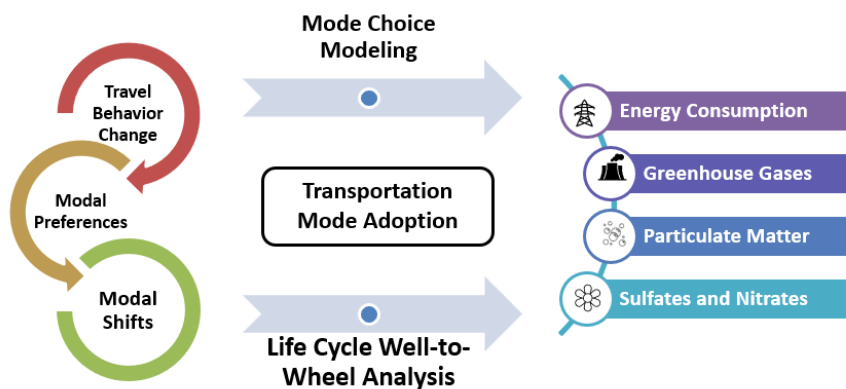 Mode Choice
Modeling
Travel
Behavior
Change
Modal
Preferences
Modal
Shifts
Transportation
Mode Adoption
Life Cycle Well-to-
Wheel Analysis
Energy Consumption
Greenhouse Gases
Particulate Matter
Sulfates and Nitrates